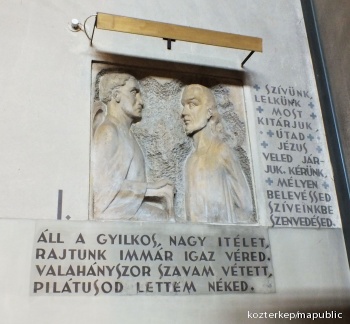 SZÍVÜNK,
LELKÜNK
MOST
KITÁRJUK,
+ ÚTAD +
+ JÉZUS
VELED JÁR-
JUK. KÉRÜNK,
+ MÉLYEN +
BELEVÉSSED
SZÍVEINKBE
SZENVEDÉSED.
I.
ÁLL A GYILKOS, NAGY ITÉLET,
RAJTUNK IMMÁR IGAZ VÉRED.
VALAHÁNYSZOR SZAVAM VÉTETT,
PILÁTUSOD LETTEM NÉKED.
kozterkep/mapublic